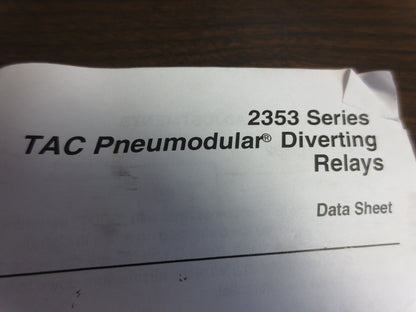 2353 Series
TAC Pneumodular® Diverting
Relays
Data Sheet